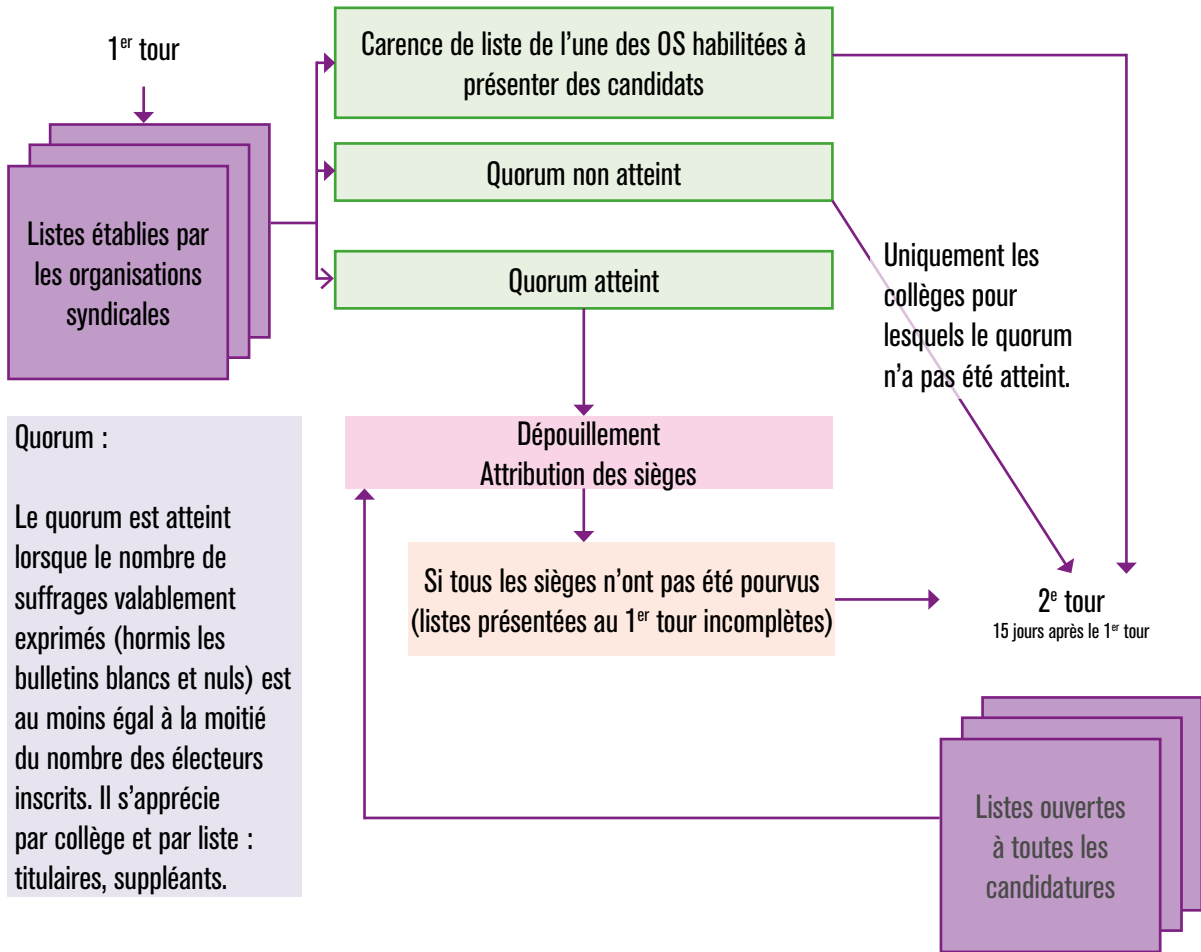 1er tour
Carence de liste de l’une des OS habilitées à
présenter des candidats
Quorum non atteint
Quorum atteint
Listes établies par
les organisations
syndicales
Uniquement les
collèges pour
lesquels le quorum
n'a pas été atteint.
Quorum :
Le quorum est atteint
lorsque le nombre de
suffrages valablement
exprimés (hormis les
bulletins blancs et nuls) est
au moins égal à la moitié
du nombre des électeurs
inscrits. Il s’apprécie
par collège et par liste :
titulaires, suppléants.
Dépouillement
Attribution des sièges
Si tous les sièges n’ont pas été pourvus
(listes présentées au 1er tour incomplètes)
2e tour
15 jours après le 1er tour
Listes ouvertes
à toutes les
candidatures